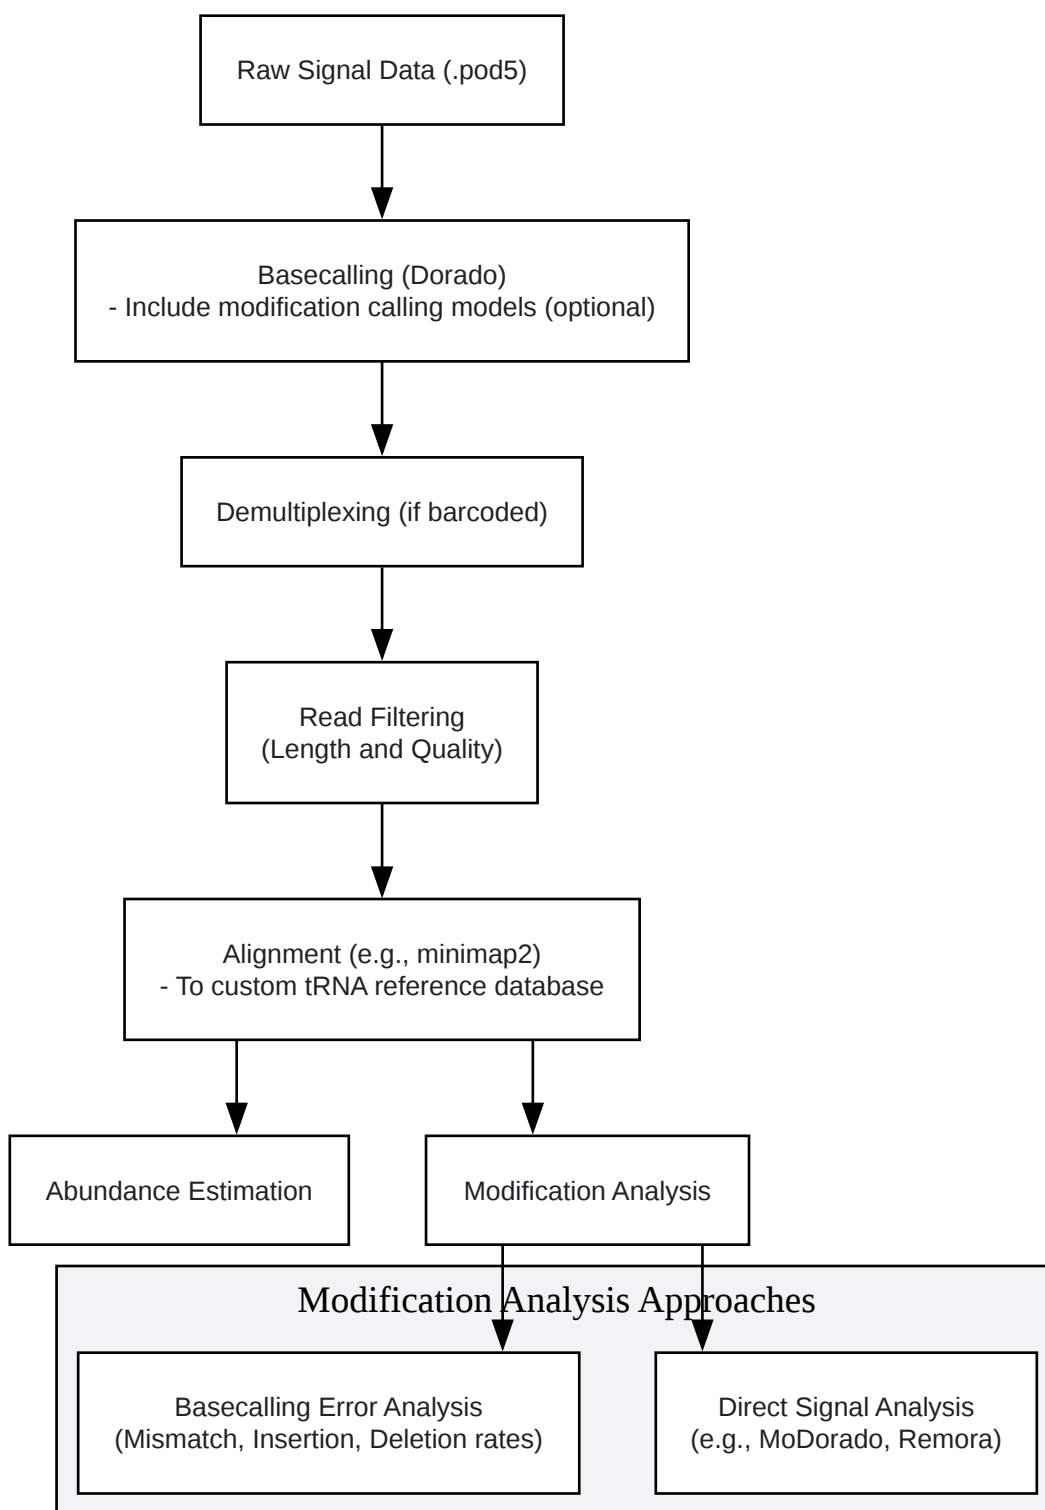 Raw Signal Data (.pod5)
Basecalling (Dorado)
- Include modification calling models (optional)
Demultiplexing (if barcoded)
Read Filtering
(Length and Quality)
Alignment (e.g., minimap2)
- To custom tRNA reference database
Abundance Estimation
Modification Analysis
Modification Analysis Approaches
Basecalling Error Analysis
(Mismatch, Insertion, Deletion rates)
Direct Signal Analysis
(e.g., MoDorado, Remora)